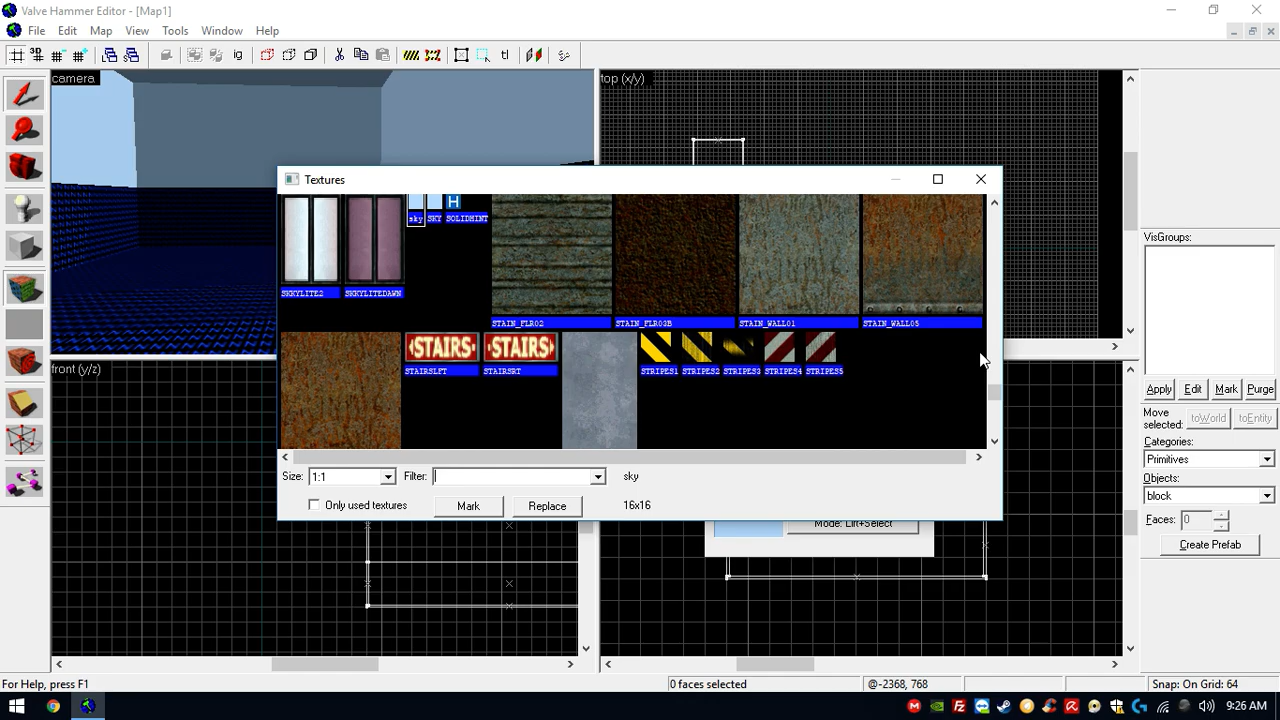 Valve Hammer Editor - [Map1]
File Edit Map View Tools Window Help
camera
top (x/y)
Textures
sky SKY SOLIDHINT
SKKYLITE2 SKKYLITEDAWN
STAIN_FLR02 STAIN_FLR03B STAIN_WALL01 STAIN_WALL05
STAIRS STAIRS
STAIRSLFT STAIRSRT STRIPES1 STRIPES2 STRIPES3 STRIPES4 STRIPES5
Size: 1:1 Filter: sky
Only used textures Mark Replace 16x16
Mode: Lift+Select
front (y/z)
VisGroups:
Apply Edit Mark Purge
Move selected: toWorld toEntity
Categories:
Primitives
Objects:
block
Faces: 0
Create Prefab
For Help, press F1 0 faces selected @-2368, 768 Snap: On Grid: 64
9:26 AM